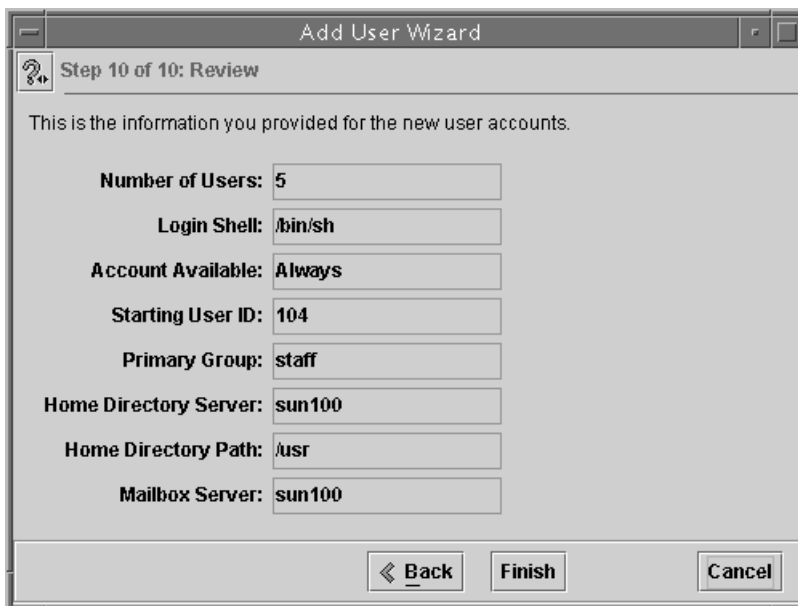 Add User Wizard
Step 10 of 10: Review
This is the information you provided for the new user accounts.
Number of Users: 5
Login Shell: /bin/sh
Account Available: Always
Starting User ID: 104
Primary Group: staff
Home Directory Server: sun100
Home Directory Path: /usr
Mailbox Server: sun100
Back Finish Cancel